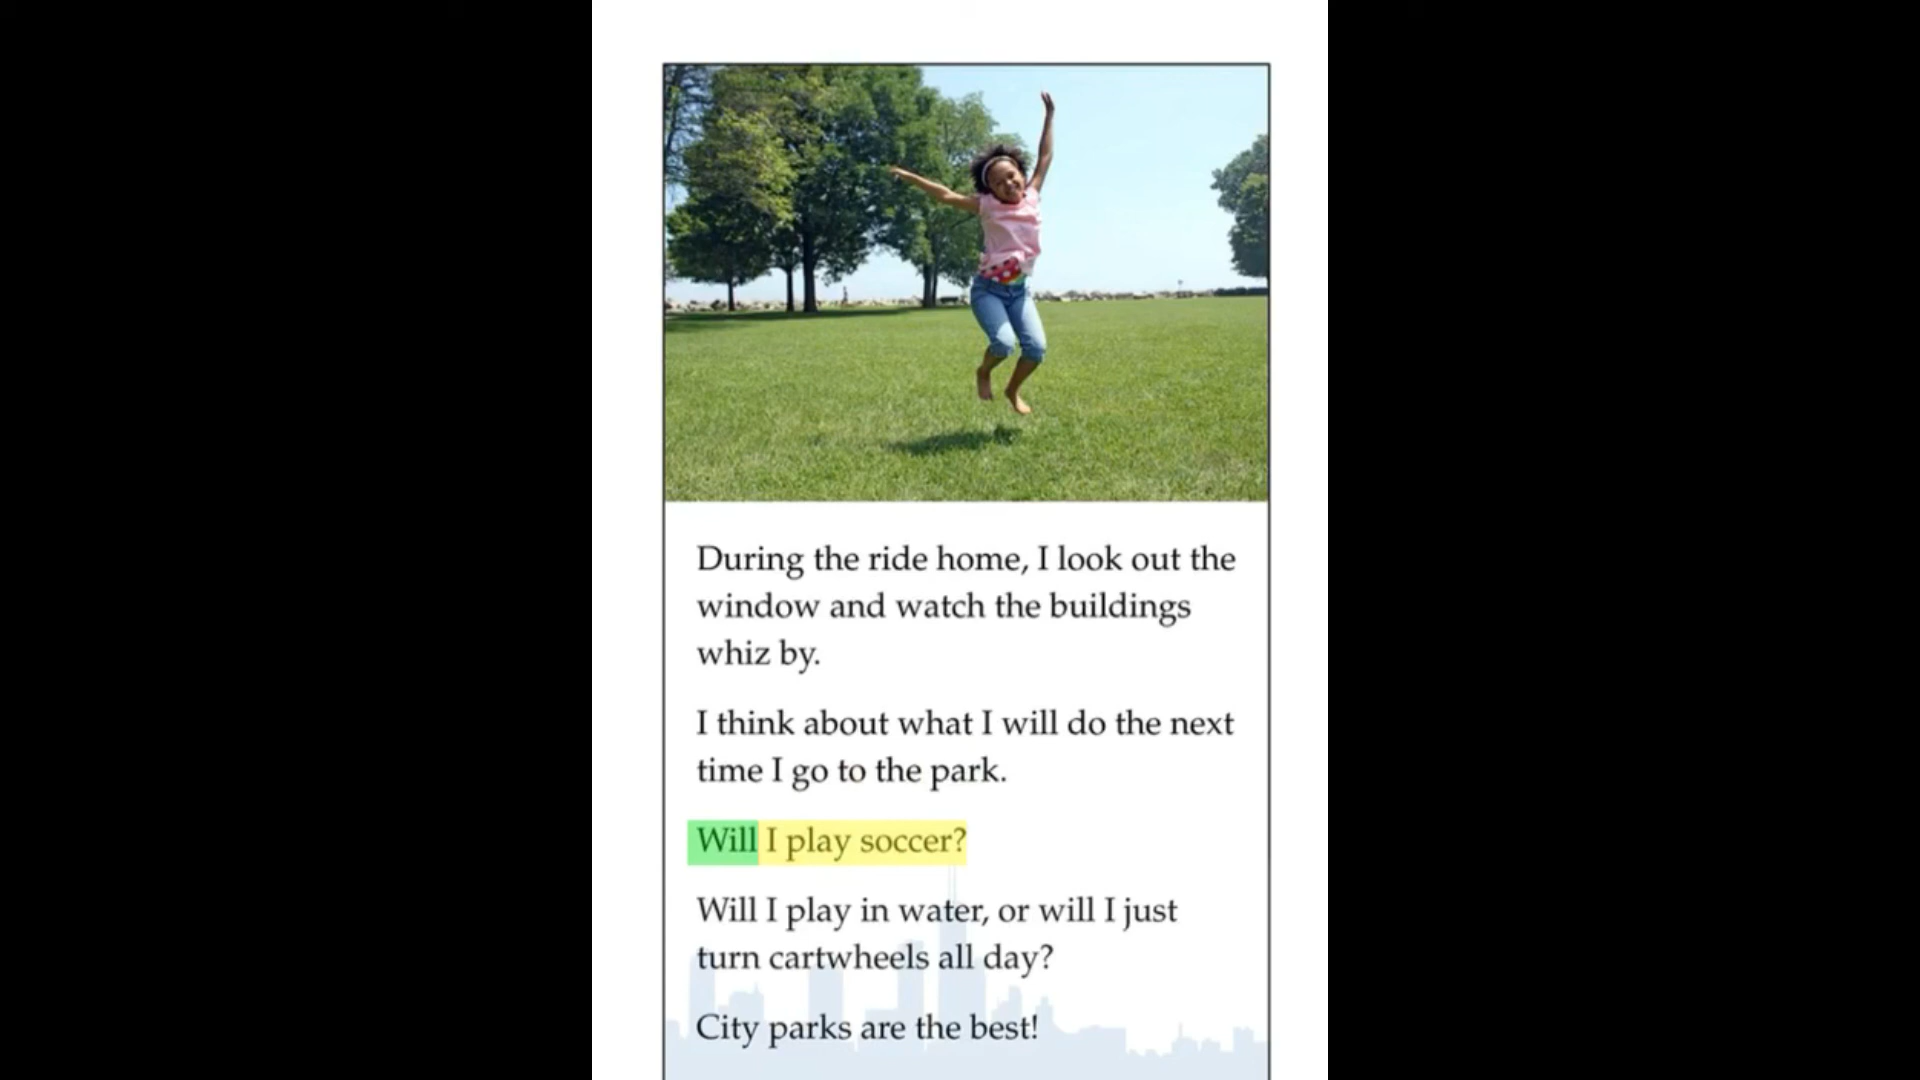 During the ride home, I look out the
window and watch the buildings
whiz by.
I think about what I will do the next
time I go to the park.
Will I play soccer?
Will I play in water, or will I just
turn cartwheels all day?
City parks are the best!